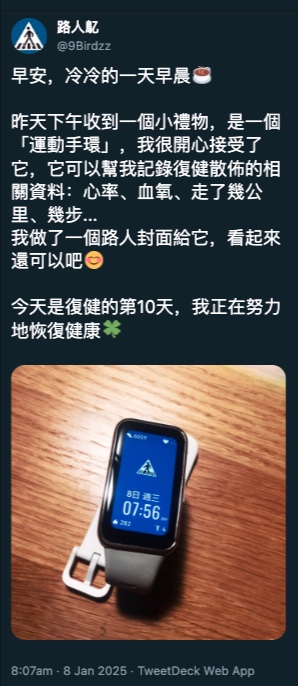 路人馬
@9Birdzz
早安，冷冷的一天早晨☕
昨天下午收到一個小禮物，是一個
「運動手環」，我很開心接受了
它，它可以幫我記錄復健散佈的相
關資料：心率、血氧、走了幾公
里、幾步...
我做了一個路人封面給它，看起來
還可以吧😊
今天是復健的第10天，我正在努力
地恢復健康🍀
8日 週三
07:56
282
8:07am · 8 Jan 2025 · TweetDeck Web App